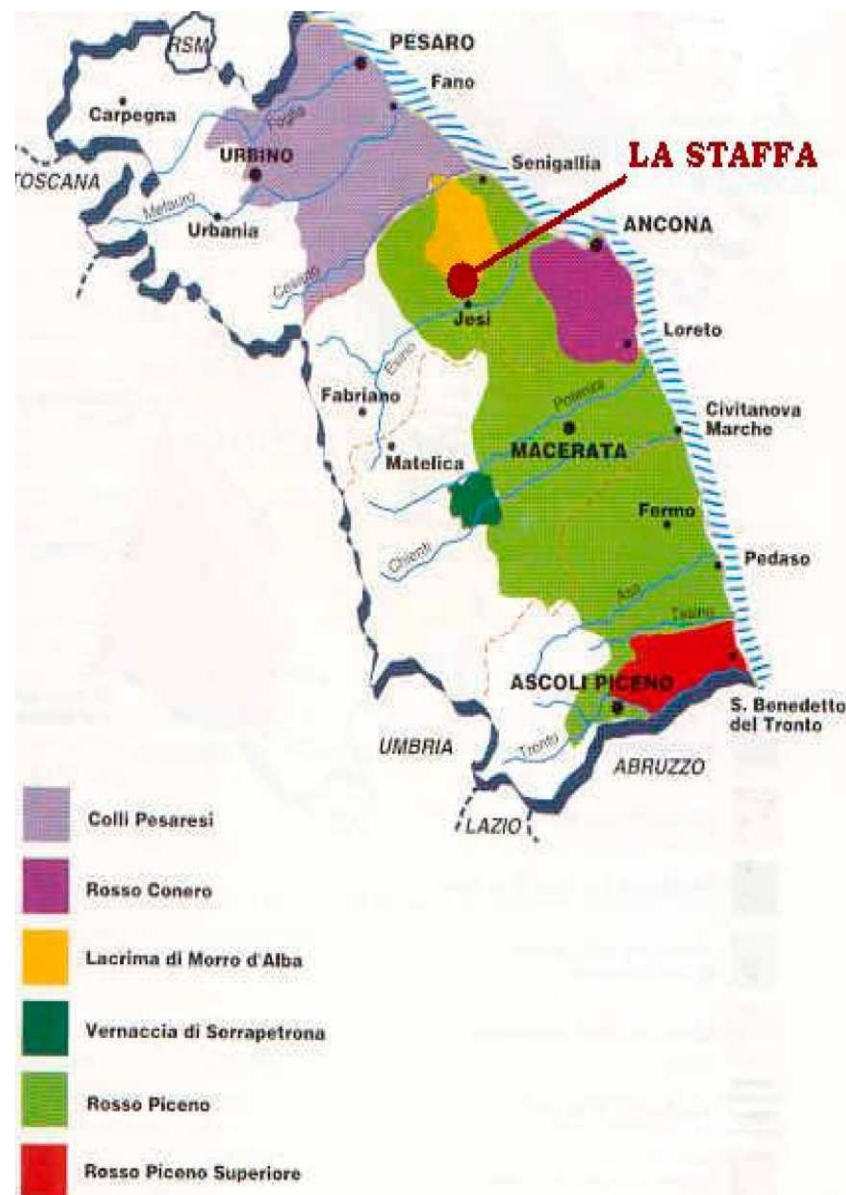 RSM
PESARO
Fano
Carpegna
Foglia
URBINO
Senigallia
LA STAFFA
TOSCANA
Metauro
Urbania
ANCONA
Cesano
Jesi
Loreto
Esino
Fabriano
Potenza
Civitanova
Marche
MACERATA
Matelica
Fermo
Chienti
Pedaso
Aso
Tesino
ASCOLI PICENO
S. Benedetto
del Tronto
UMBRIA
Tronto
ABRUZZO
LAZIO
Colli Pesaresi
Rosso Conero
Lacrima di Morro d'Alba
Vernaccia di Serrapetrona
Rosso Piceno
Rosso Piceno Superiore